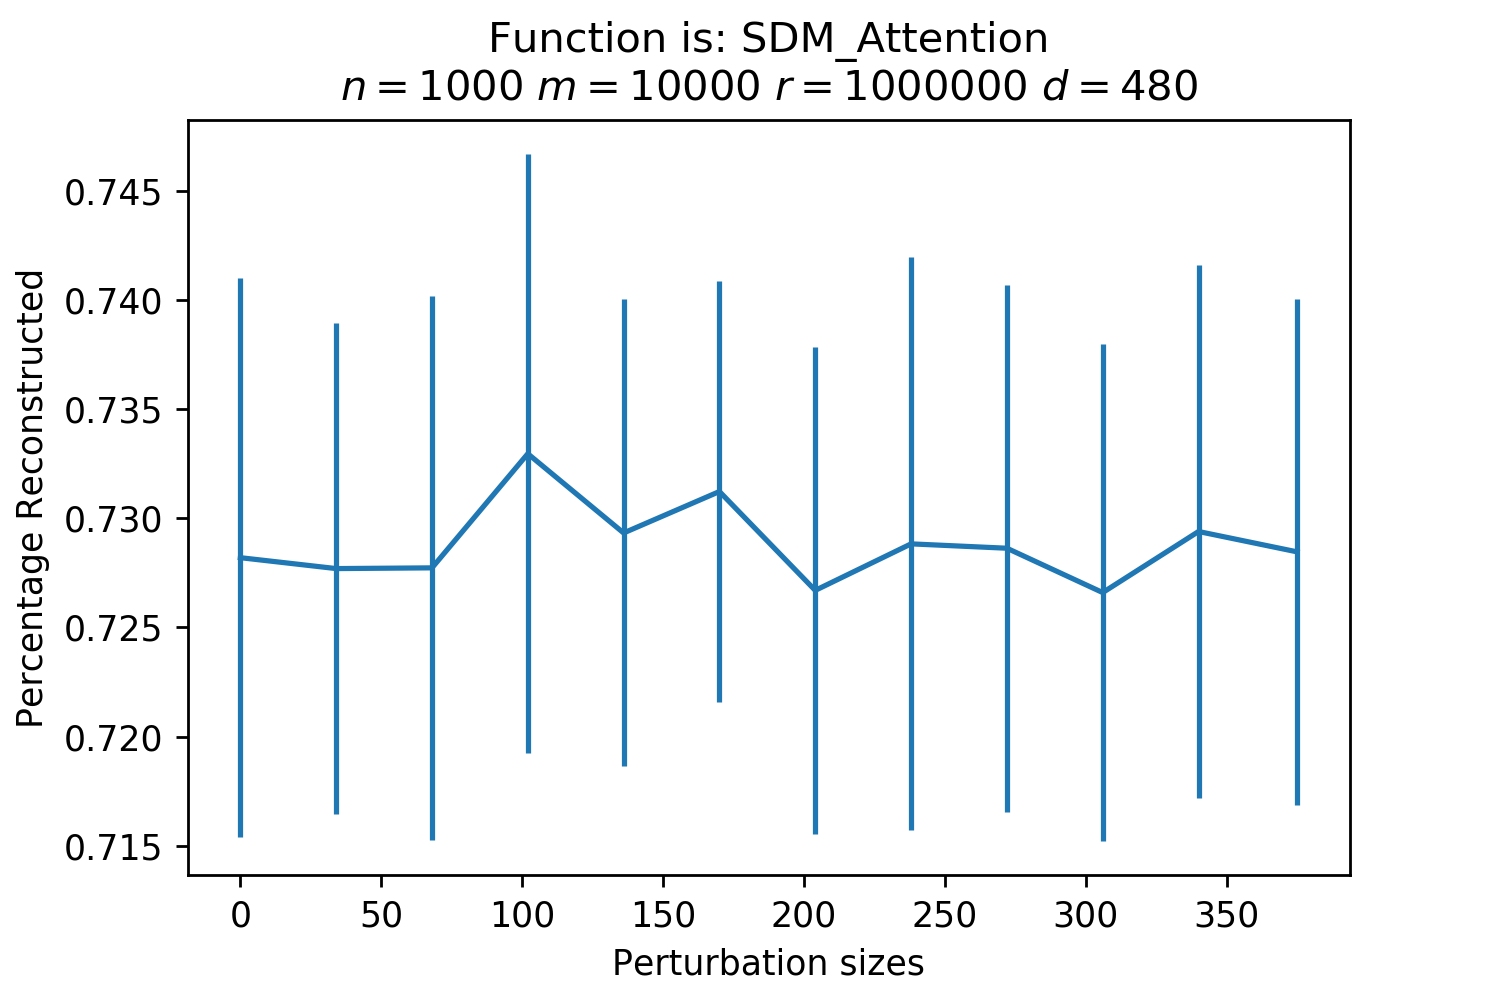 Function is: SDM_Attention
n = 1000 m = 10000 r = 1000000 d = 480
0.745
0.740
0.735
0.730
0.725
0.720
0.715
Percentage Reconstructed
0 50 100 150 200 250 300 350
Perturbation sizes